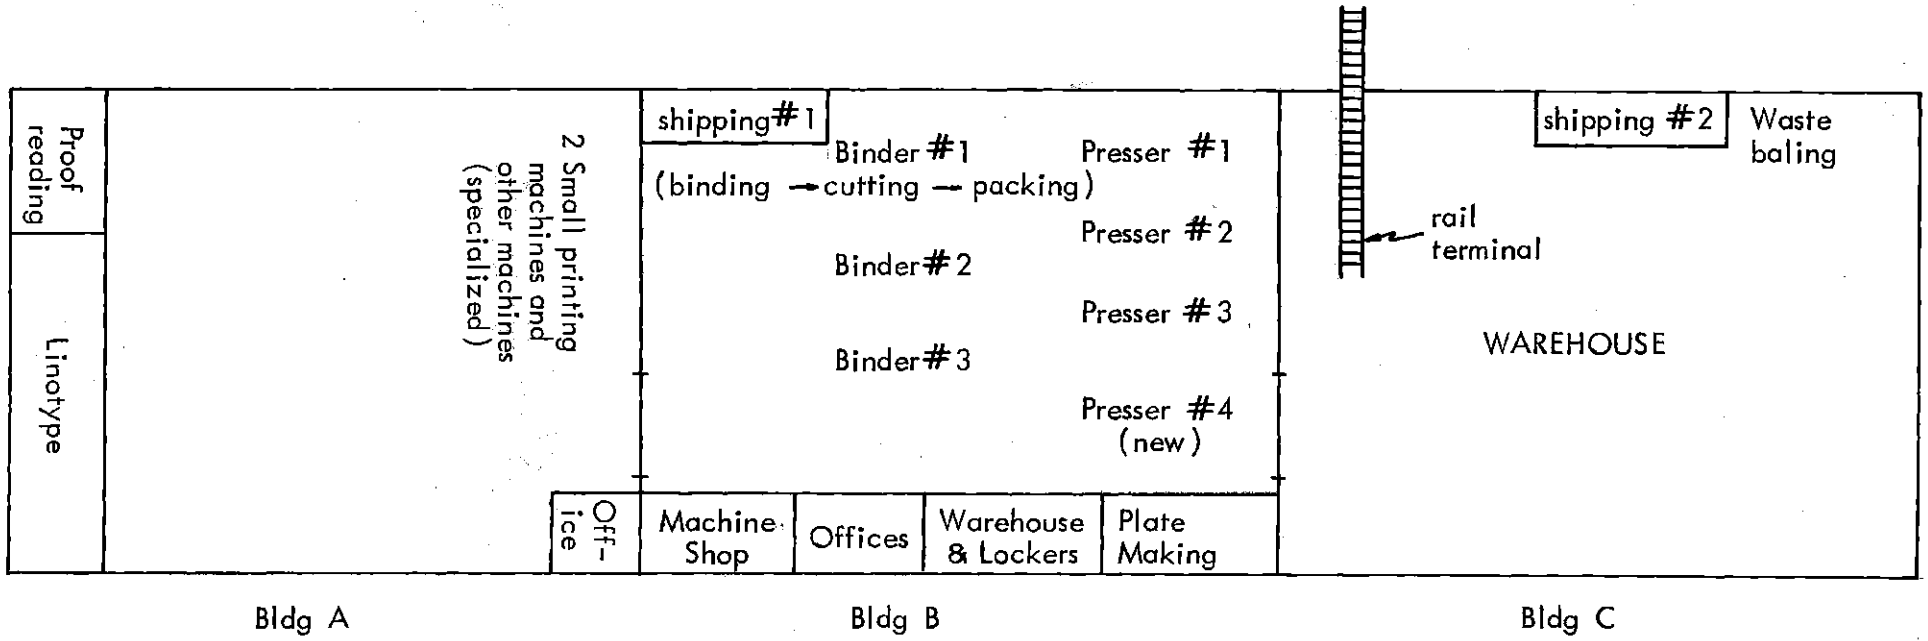 Proof
reading
Linotype
2 Small printing
machines and
other machines
(specialized)
Off-
ice
shipping #1
Binder #1
(binding → cutting → packing)
Binder #2
Binder #3
Presser #1
Presser #2
Presser #3
Presser #4
(new)
Machine
Shop
Offices
Warehouse
& Lockers
Plate
Making
rail
terminal
shipping #2
Waste
baling
WAREHOUSE
Bldg A
Bldg B
Bldg C